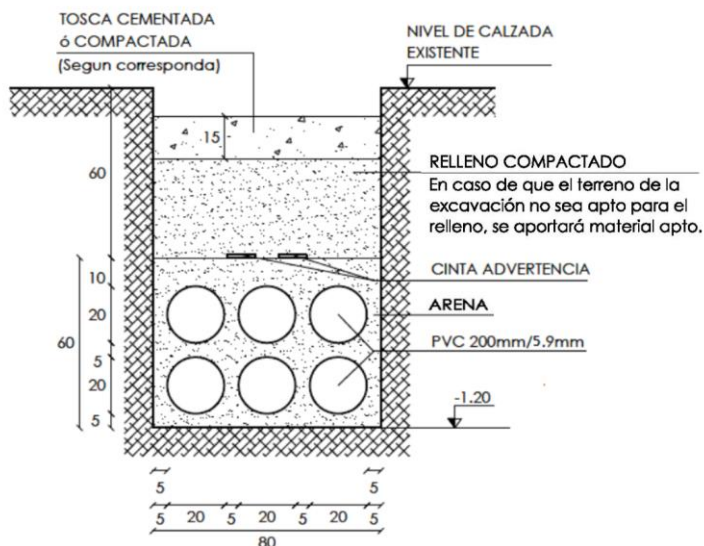 TOSCA CEMENTADA
ó COMPACTADA
(Segun corresponda)
NIVEL DE CALZADA
EXISTENTE
15
60
RELLENO COMPACTADO
En caso de que el terreno de la
excavación no sea apto para el
relleno, se aportará material apto.
CINTA ADVERTENCIA
10
ARENA
20
PVC 200mm/5.9mm
60
5
20
5
-1.20
5
5
5 20 5 20 5 20 5
80